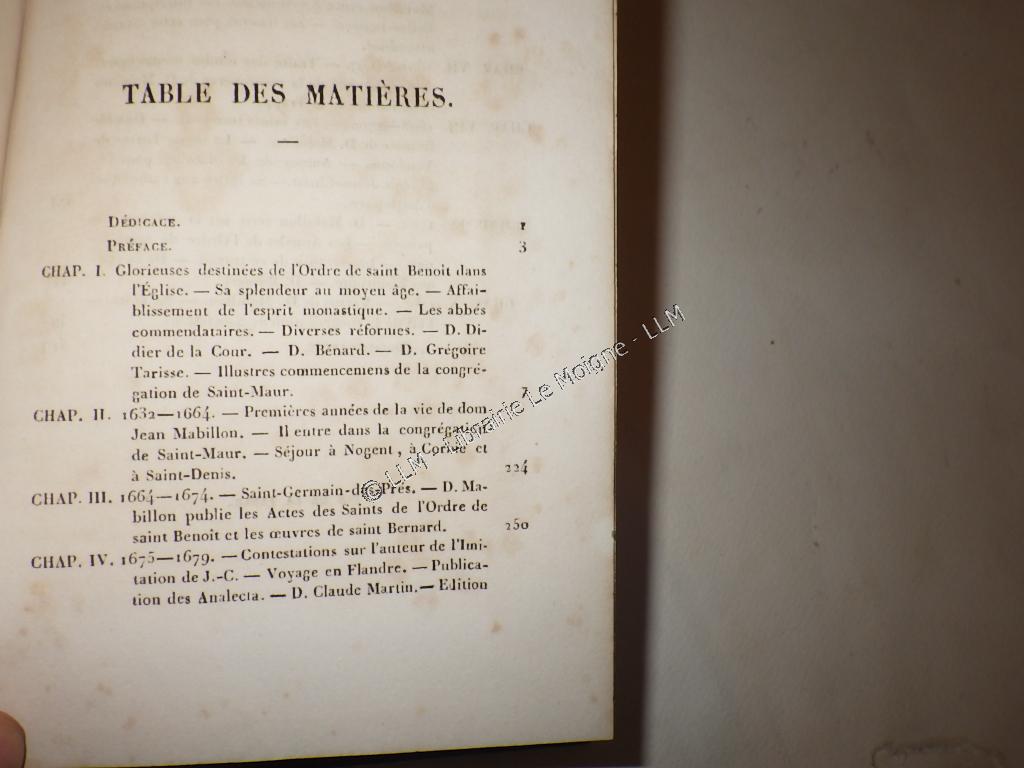 TABLE DES MATIÈRES.
—
DÉDICACE. 1
PRÉFACE. 3
CHAP. I. Glorieuses destinées de l'Ordre de saint Benoît dans
l'Église. — Sa splendeur au moyen âge. — Affai-
blissement de l'esprit monastique. — Les abbés
commendataires. — Diverses réformes. — D. Di-
dier de la Cour. — D. Bénard. — D. Grégoire
Tarisse. — Illustres commencemens de la congré-
gation de Saint-Maur. 7
CHAP. II. 1632—1664. — Premières années de la vie de dom
Jean Mabillon. — Il entre dans la congrégation
de Saint-Maur. — Séjour à Nogent, à Corbie et
à Saint-Denis. 224
CHAP. III. 1664—1674. — Saint-Germain-des-Prés. — D. Ma-
billon publie les Actes des Saints de l'Ordre de
saint Benoît et les œuvres de saint Bernard. 250
CHAP. IV. 1675—1679. — Contestations sur l'auteur de l'Imi-
tation de J.-C. — Voyage en Flandre. — Publica-
tion des Analecta. — D. Claude Martin. — Edition
© LLM - Librairie Le Moigne - LLM